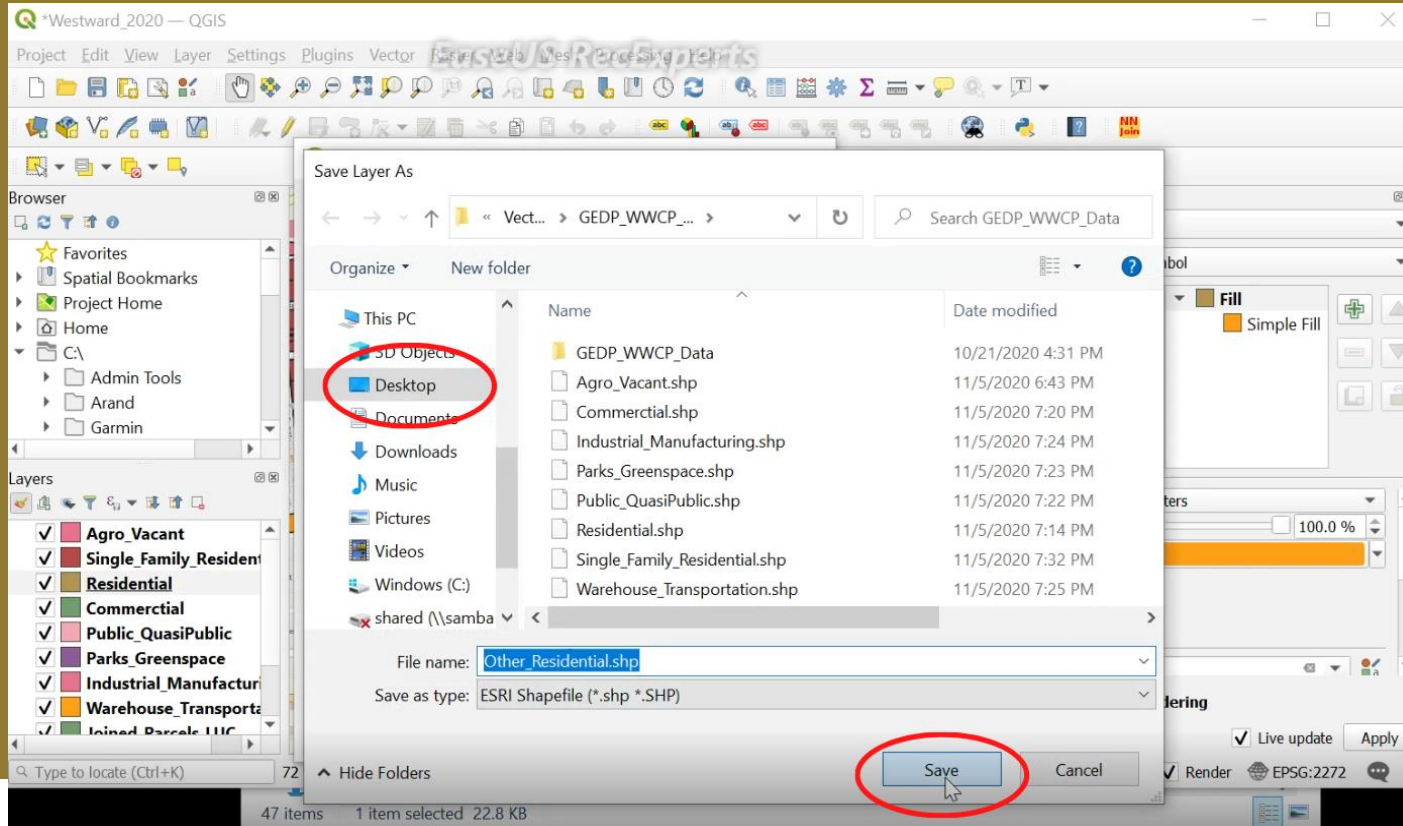 *Westward_2020 — QGIS
Project Edit View Layer Settings Plugins Vector Raster Web Mesh Processing Help
EaseUS RecExperts
abc
abc
abc
NN
Join
Save Layer As
Browser
Favorites
Spatial Bookmarks
Project Home
Home
C:\
Admin Tools
Arand
Garmin
« Vect... > GEDP_WWCP_... >
Search GEDP_WWCP_Data
Organize
New folder
This PC
3D Objects
Desktop
Documents
Downloads
Music
Pictures
Videos
Windows (C:)
shared (\\samba
Name
Date modified
GEDP_WWCP_Data 10/21/2020 4:31 PM
Agro_Vacant.shp 11/5/2020 6:43 PM
Commerctial.shp 11/5/2020 7:20 PM
Industrial_Manufacturing.shp 11/5/2020 7:24 PM
Parks_Greenspace.shp 11/5/2020 7:23 PM
Public_QuasiPublic.shp 11/5/2020 7:22 PM
Residential.shp 11/5/2020 7:14 PM
Single_Family_Residential.shp 11/5/2020 7:32 PM
Warehouse_Transportation.shp 11/5/2020 7:25 PM
File name: Other_Residential.shp
Save as type: ESRI Shapefile (*.shp *.SHP)
Hide Folders
Save
Cancel
Layers
Agro_Vacant
Single_Family_Resident
Residential
Commerctial
Public_QuasiPublic
Parks_Greenspace
Industrial_Manufacturi
Warehouse_Transporta
Joined_Parcels_LUC
bol
Fill
Simple Fill
ters
100.0 %
dering
Live update
Apply
Type to locate (Ctrl+K)
72
Render
EPSG:2272
47 items 1 item selected 22.8 KB